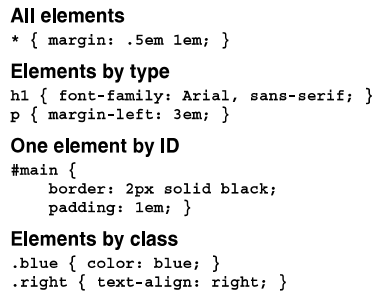 All elements
* { margin: .5em 1em; }
Elements by type
h1 { font-family: Arial, sans-serif; }
p { margin-left: 3em; }
One element by ID
#main {
    border: 2px solid black;
    padding: 1em; }
Elements by class
.blue { color: blue; }
.right { text-align: right; }